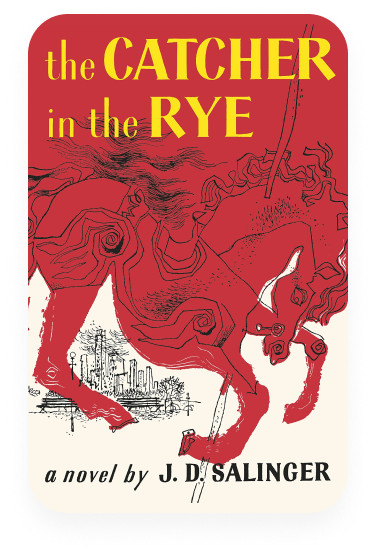 the CATCHER
in the RYE
a novel by J. D. SALINGER